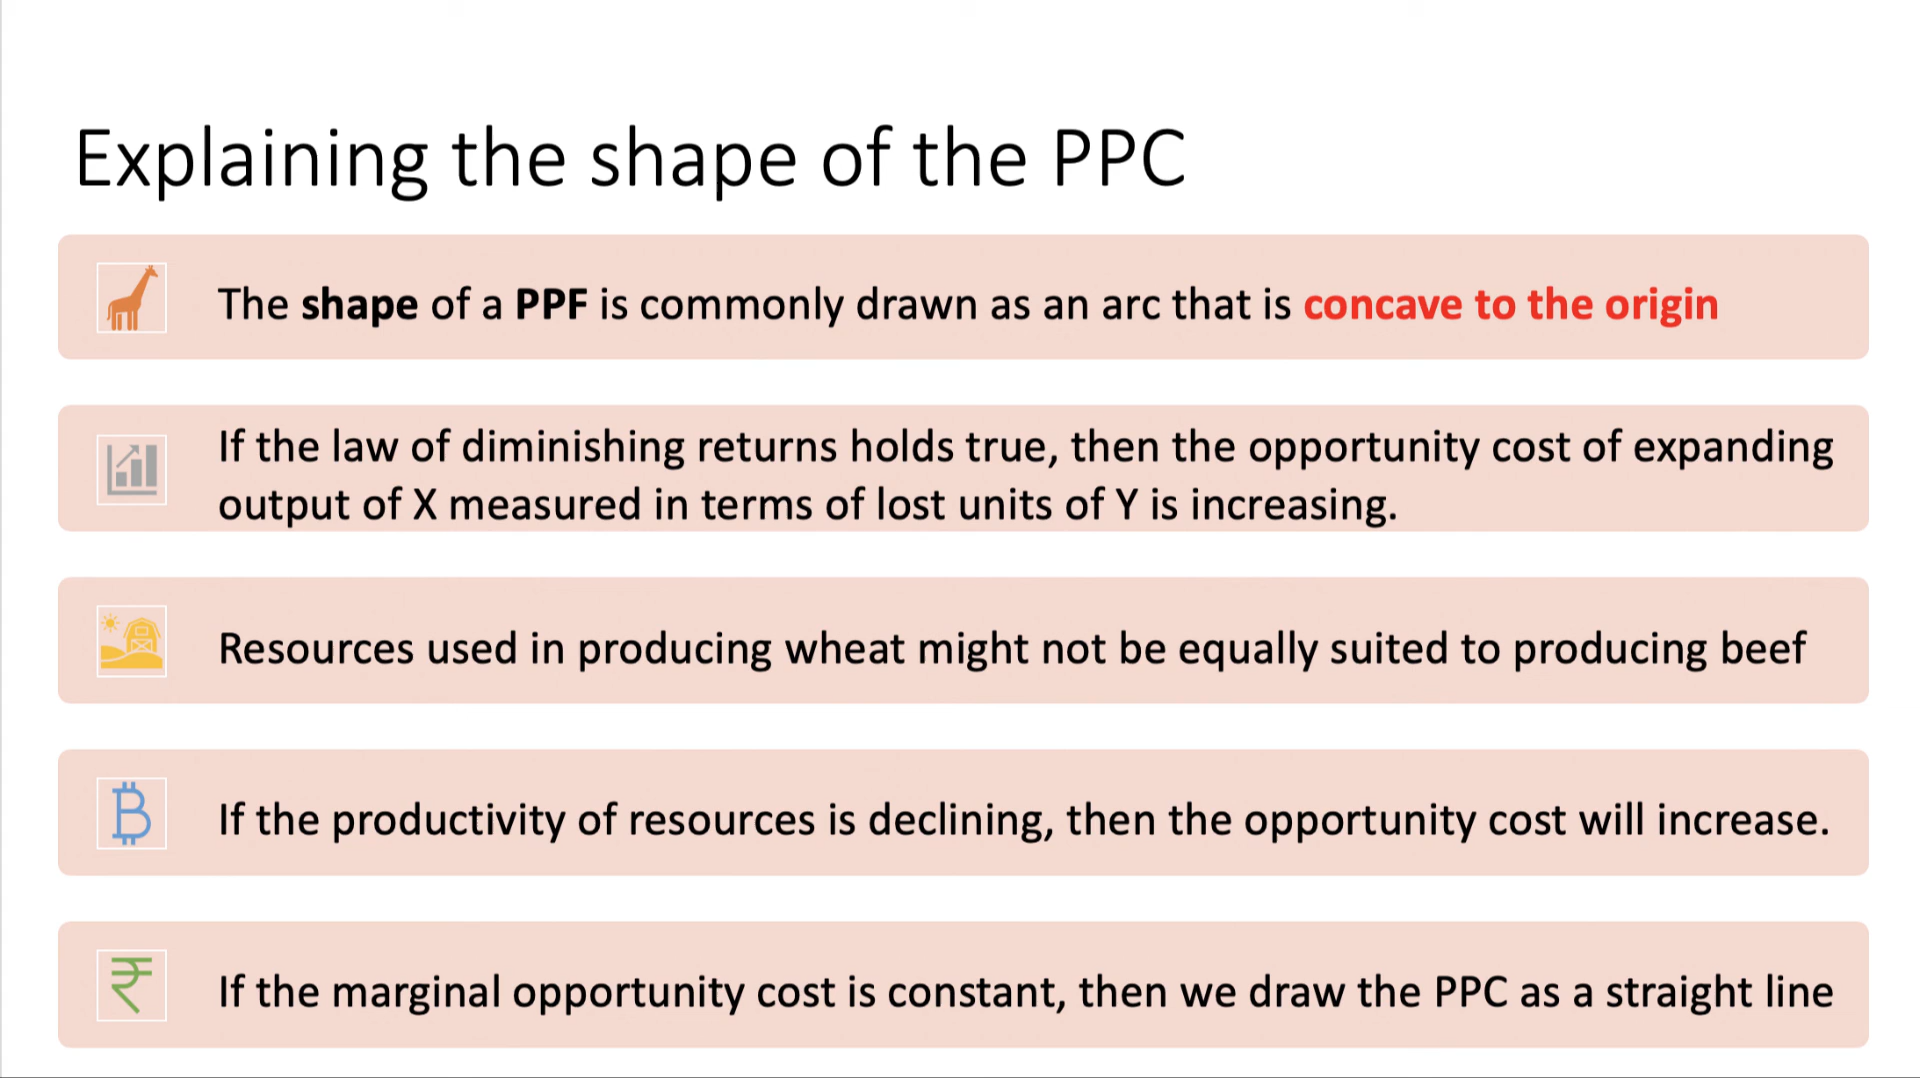 Explaining the shape of the PPC
The shape of a PPF is commonly drawn as an arc that is concave to the origin
If the law of diminishing returns holds true, then the opportunity cost of expanding
output of X measured in terms of lost units of Y is increasing.
Resources used in producing wheat might not be equally suited to producing beef
If the productivity of resources is declining, then the opportunity cost will increase.
If the marginal opportunity cost is constant, then we draw the PPC as a straight line